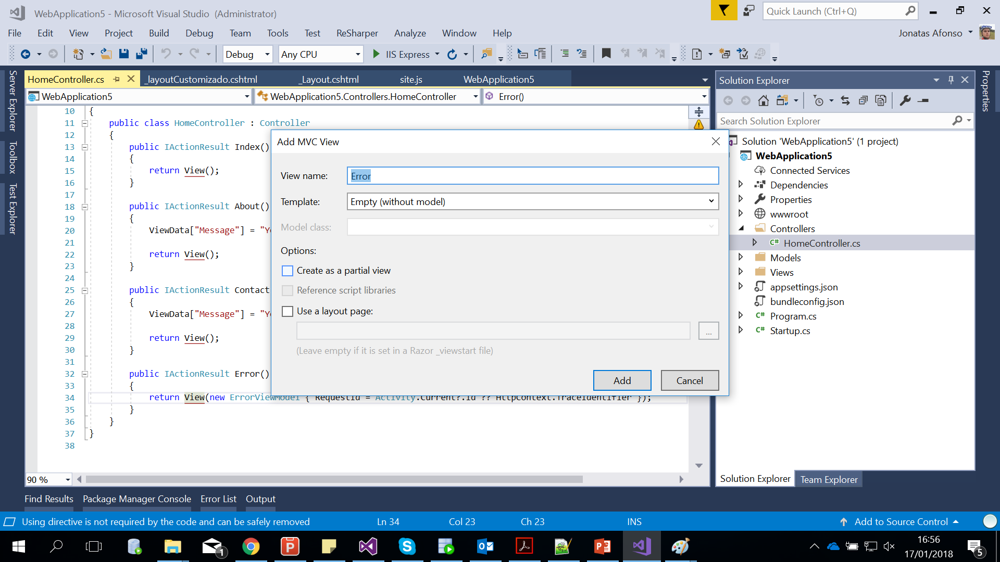 WebApplication5 - Microsoft Visual Studio (Administrator)
Quick Launch (Ctrl+Q)
File Edit View Project Build Debug Team Tools Test ReSharper Analyze Window Help
Jonatas Afonso
Debug Any CPU IIS Express
Server Explorer
Toolbox
Test Explorer
HomeController.cs _layoutCustomizado.cshtml _Layout.cshtml site.js WebApplication5
WebApplication5 WebApplication5.Controllers.HomeController Error()
10 {
11 public class HomeController : Controller
12 {
13 public IActionResult Index()
14 {
15 return View();
16 }
17
18 public IActionResult About()
19 {
20 ViewData["Message"] = "Y
21
22 return View();
23 }
24
25 public IActionResult Contact
26 {
27 ViewData["Message"] = "Y
28
29 return View();
30 }
31
32 public IActionResult Error()
33 {
34 return View(new ErrorViewModel { RequestId = Activity.Current?.Id ?? HttpContext.TraceIdentifier });
35 }
36 }
37 }
38
90 %
Add MVC View
View name: Error
Template: Empty (without model)
Model class:
Options:
Create as a partial view
Reference script libraries
Use a layout page:
...
(Leave empty if it is set in a Razor _viewstart file)
Add Cancel
Solution Explorer
Search Solution Explorer
Solution 'WebApplication5' (1 project)
WebApplication5
Connected Services
Dependencies
Properties
wwwroot
Controllers
C# HomeController.cs
Models
Views
appsettings.json
bundleconfig.json
C# Program.cs
C# Startup.cs
Solution Explorer Team Explorer
Properties
Find Results Package Manager Console Error List Output
Using directive is not required by the code and can be safely removed Ln 34 Col 23 Ch 23 INS Add to Source Control
1
16:56
17/01/2018
5